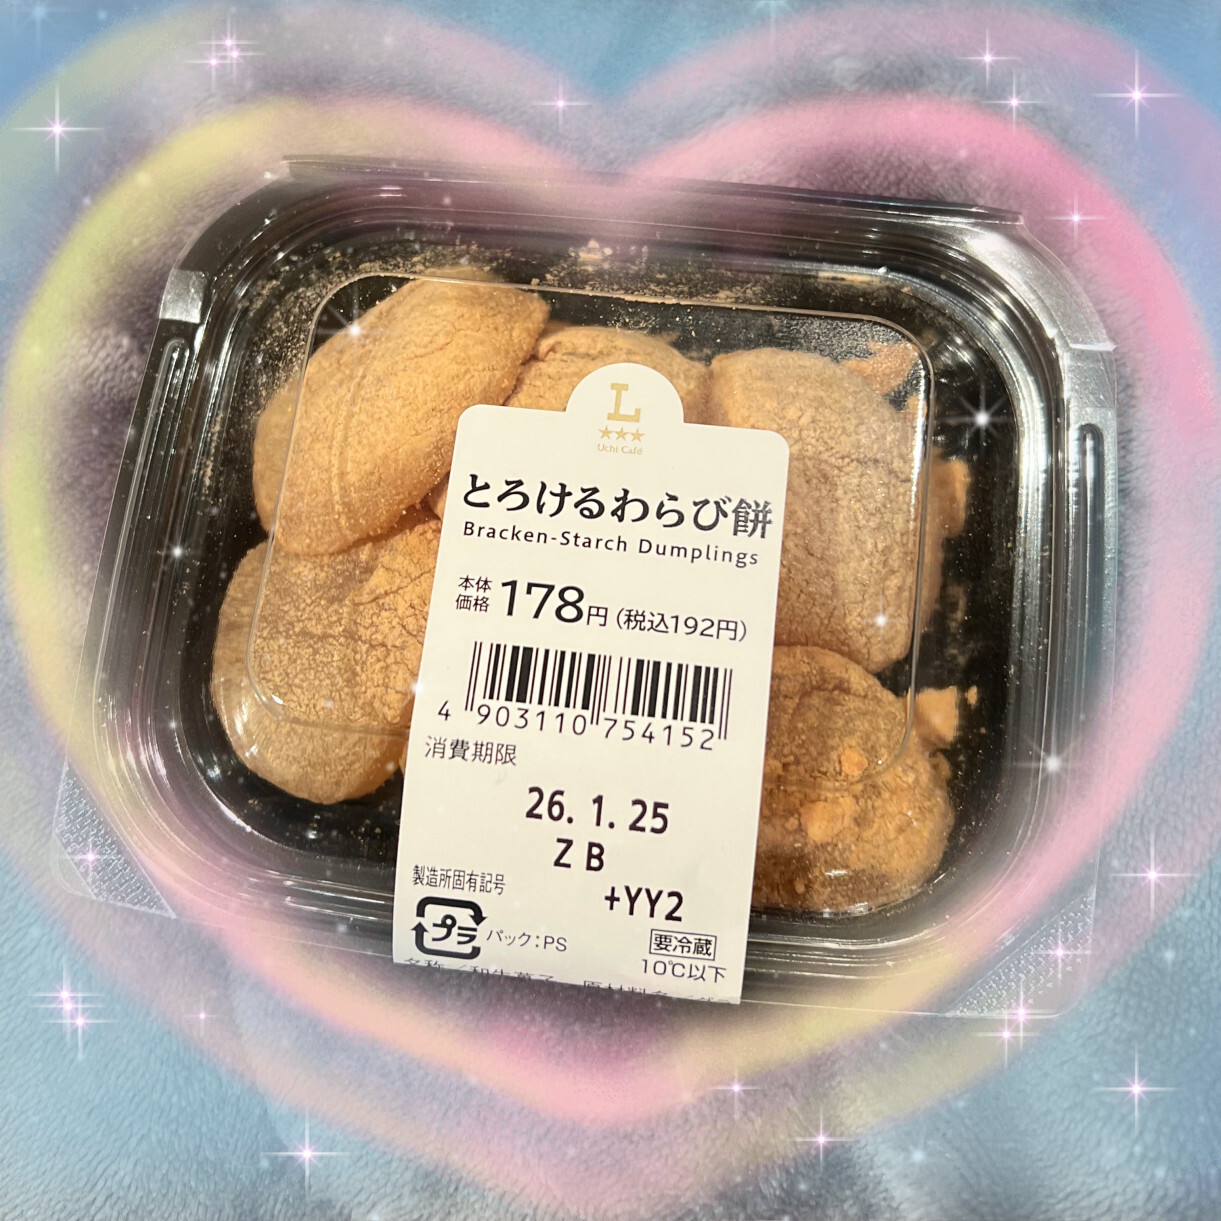 L
★★★
Uchi Café
とろけるわらび餅
Bracken-Starch Dumplings
本体価格 178円(税込192円)
4 903110 754152
消費期限
26. 1. 25
Z B
+YY2
製造所固有記号
プラ パック:PS
要冷蔵
10℃以下